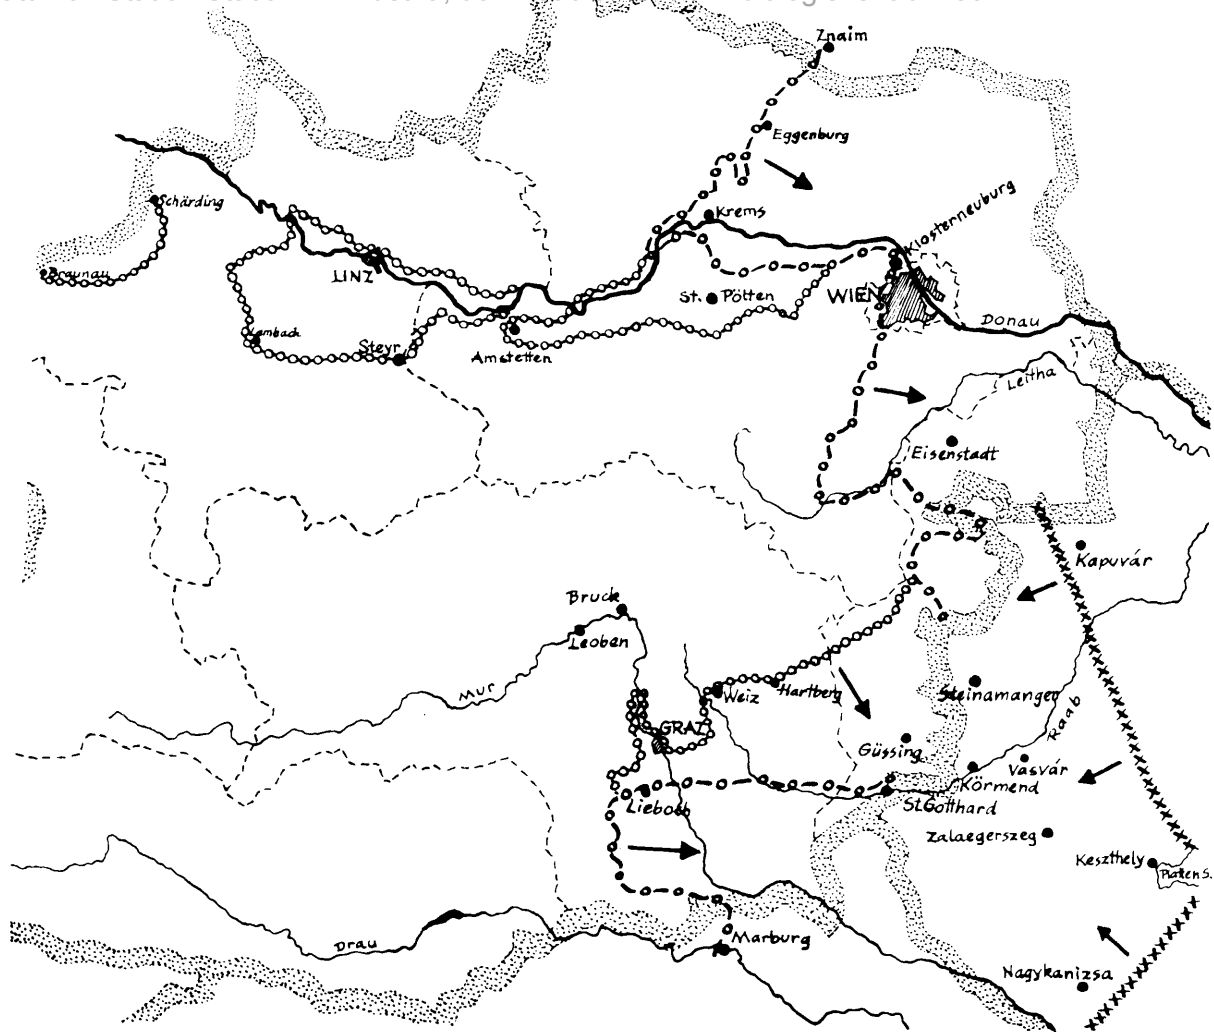 Znaim
Eggenburg
Krems
Klosterneuburg
Schärding
Braunau
LINZ
St. Pölten
WIEN
Donau
Lambach
Steyr
Amstetten
Leitha
Eisenstadt
Kapuvár
Bruck
Leoben
Mur
Weiz
Hartberg
Steinamanger
GRAZ
Raab
Güssing
Vasvár
Körmend
Lieboch
St.Gotthard
Zalaegerszeg
Keszthely
Platten S.
Drau
Marburg
Nagykanizsa